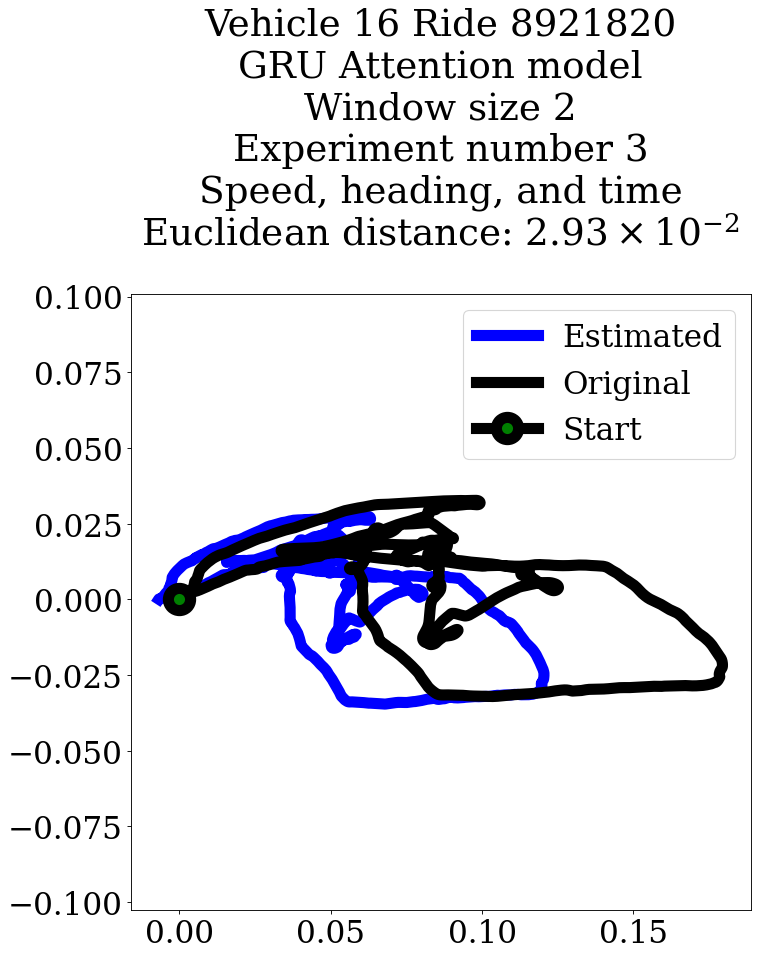 Vehicle 16 Ride 8921820
GRU Attention model
Window size 2
Experiment number 3
Speed, heading, and time
Euclidean distance: 2.93 × 10⁻²
Estimated
Original
Start
0.100
0.075
0.050
0.025
0.000
−0.025
−0.050
−0.075
−0.100
0.00 0.05 0.10 0.15